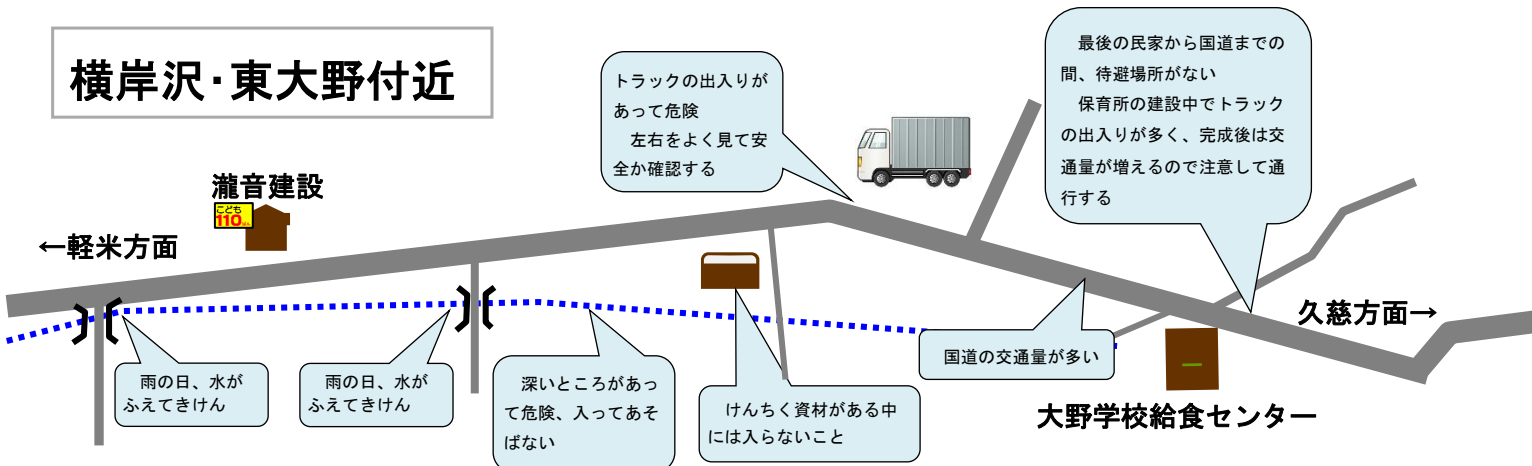 横岸沢・東大野付近
トラックの出入りが
あって危険
左右をよく見て安
全か確認する
最後の民家から国道までの
間、待避場所がない
保育所の建設中でトラック
の出入りが多く、完成後は交
通量が増えるので注意して通
行する
瀧音建設
こども
110
←軽米方面
久慈方面→
雨の日、水が
ふえてきけん
雨の日、水が
ふえてきけん
深いところがあっ
て危険、入ってあそ
ばない
けんちく資材がある中
には入らないこと
国道の交通量が多い
大野学校給食センター